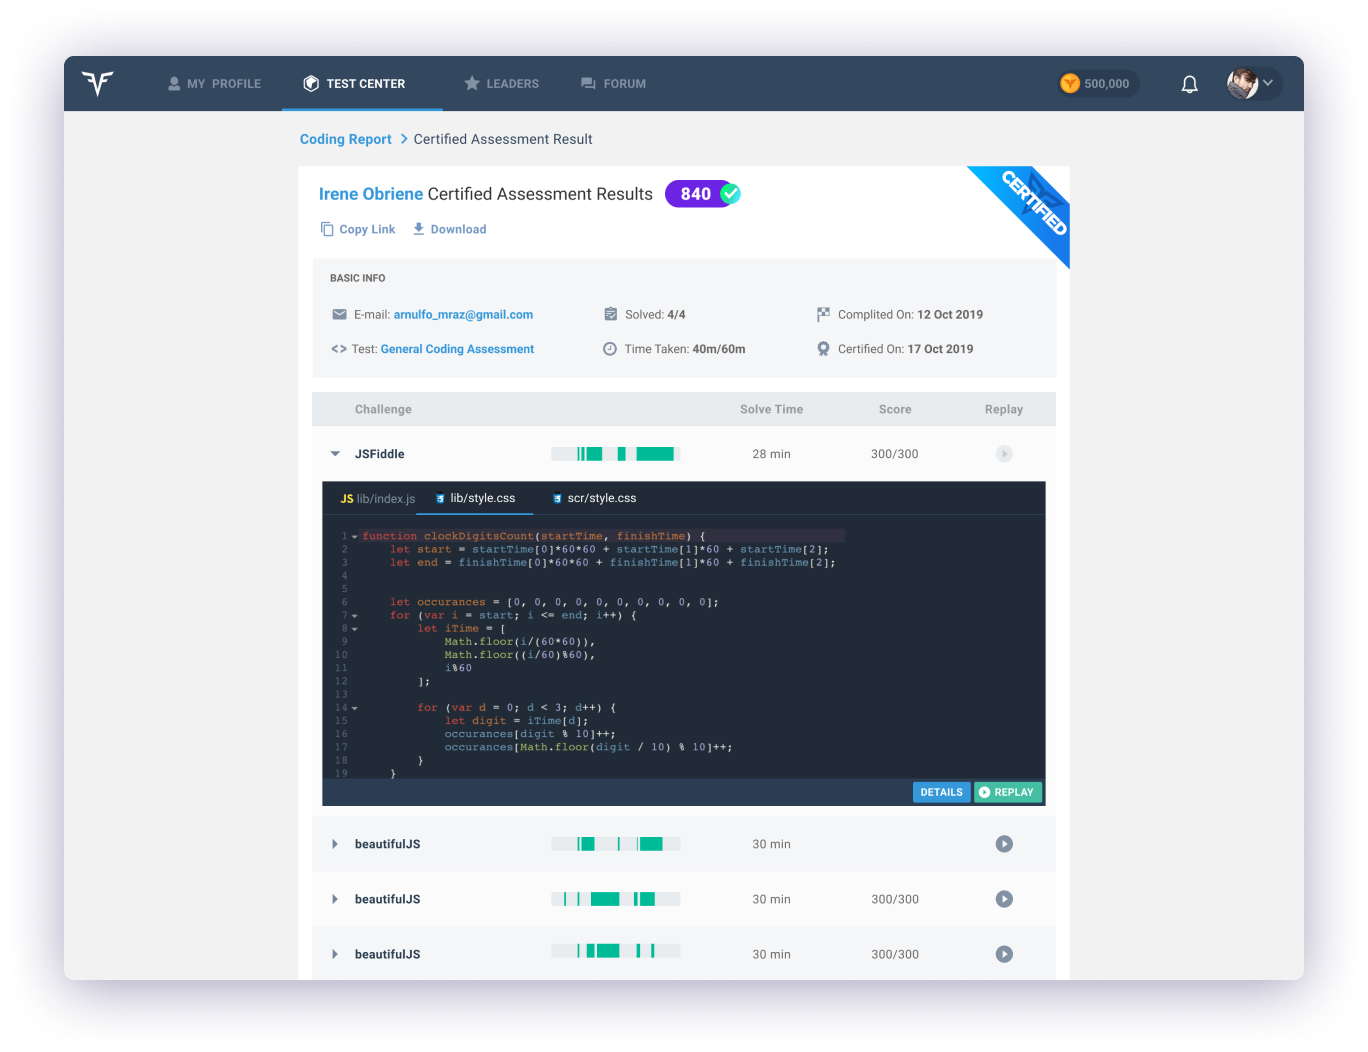 MY PROFILE TEST CENTER LEADERS FORUM 500,000
Coding Report > Certified Assessment Result
Irene Obriene Certified Assessment Results 840
CERTIFIED
Copy Link Download
BASIC INFO
E-mail: arnulfo_mraz@gmail.com Solved: 4/4 Complited On: 12 Oct 2019
<> Test: General Coding Assessment Time Taken: 40m/60m Certified On: 17 Oct 2019
Challenge Solve Time Score Replay
JSFiddle 28 min 300/300
JS lib/index.js lib/style.css scr/style.css
1 function clockDigitsCount(startTime, finishTime) {
2 let start = startTime[0]*60*60 + startTime[1]*60 + startTime[2];
3 let end = finishTime[0]*60*60 + finishTime[1]*60 + finishTime[2];
4
5
6 let occurances = [0, 0, 0, 0, 0, 0, 0, 0, 0, 0];
7 for (var i = start; i <= end; i++) {
8 let iTime = [
9 Math.floor(i/(60*60)),
10 Math.floor((i/60)%60),
11 i%60
12 ];
13
14 for (var d = 0; d < 3; d++) {
15 let digit = iTime[d];
16 occurances[digit % 10]++;
17 occurances[Math.floor(digit / 10) % 10]++;
18 }
19 }
DETAILS REPLAY
beautifulJS 30 min
beautifulJS 30 min 300/300
beautifulJS 30 min 300/300